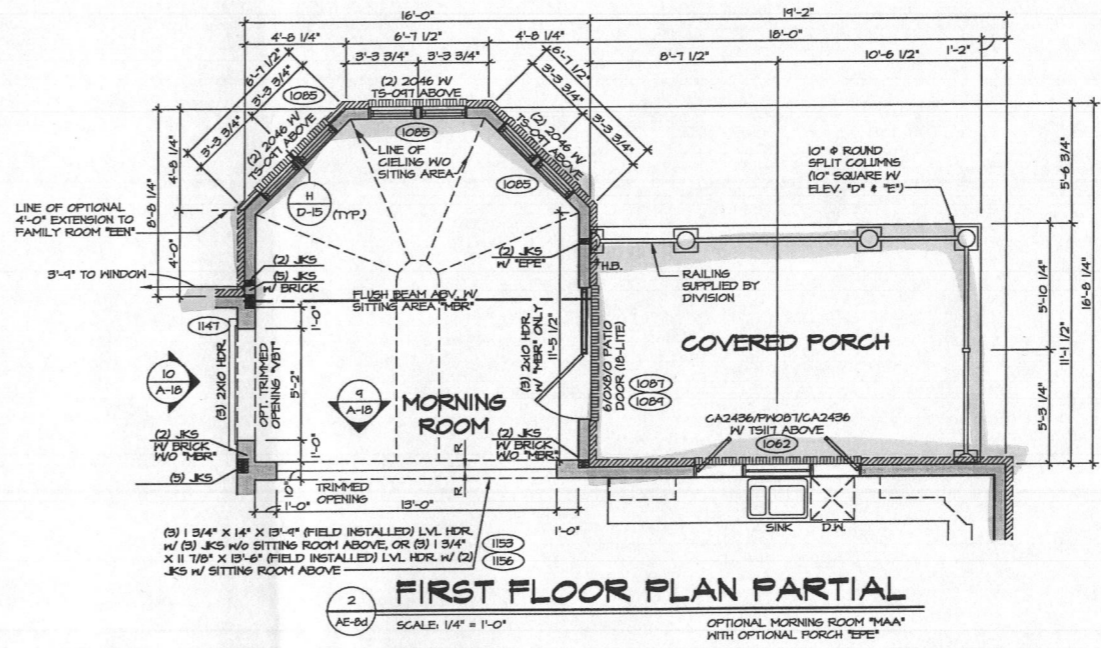 16'-0"
19'-2"
4'-8 1/4"
6'-7 1/2"
4'-8 1/4"
18'-0"
3'-3 3/4"
3'-3 3/4"
8'-7 1/2"
10'-6 1/2"
1'-2"
6'-7 1/2"
3'-3 3/4"
3'-3 3/4"
1085
(2) 2046 W/
TS-097 ABOVE
(2) 2046 W/
TS-097 ABOVE
1085
(2) 2046 W/
TS-097 ABOVE
6'-7 1/2"
3'-3 3/4"
3'-3 3/4"
1085
LINE OF
CIELING W/O
SITING AREA
H
D-15
(TYP.)
10" Φ ROUND
SPLIT COLUMNS
(10" SQUARE W/
ELEV. "D" & "E")
5'-6 3/4"
8'-8 1/4"
4'-8 1/4"
4'-0"
LINE OF OPTIONAL
4'-0" EXTENSION TO
FAMILY ROOM "EEN"
3'-9" TO WINDOW
(2) JKS
(5) JKS
W/ BRICK
(2) JKS
W/ "EPE"
H.B.
RAILING
SUPPLIED BY
DIVISION
FLUSH BEAM ABV. W/
SITTING AREA "MBR"
16'-8 1/4"
5'-10 1/4"
11'-1 1/2"
5'-3 1/4"
1147
1'-0"
5'-2"
1'-0"
(3) 2X10 HDR.
OPT. TRIMMED
OPENING "VBT"
10
A-18
9
A-18
MORNING
ROOM
(3) 2X10 HDR.
W/ "MBR" ONLY
11'-5 1/2"
6/0X8/0 PATIO
DOOR (18-LITE)
1087
1089
COVERED PORCH
CA2436/PW087/CA2436
W/ TS117 ABOVE
1062
(2) JKS
W/ BRICK
W/O "MBR"
(5) JKS
(2) JKS
W/ BRICK
W/O "MBR"
R
R
10"
TRIMMED
OPENING
1'-0"
13'-0"
1'-0"
SINK
D.W.
(3) 1 3/4" X 14" X 13'-9" (FIELD INSTALLED) LVL HDR.
W/ (3) JKS W/O SITTING ROOM ABOVE, OR (3) 1 3/4"
X 11 7/8" X 13'-6" (FIELD INSTALLED) LVL HDR. W/ (2)
JKS W/ SITTING ROOM ABOVE
1153
1156
2
AE-8d
FIRST FLOOR PLAN PARTIAL
SCALE: 1/4" = 1'-0"
OPTIONAL MORNING ROOM "MAA"
WITH OPTIONAL PORCH "EPE"